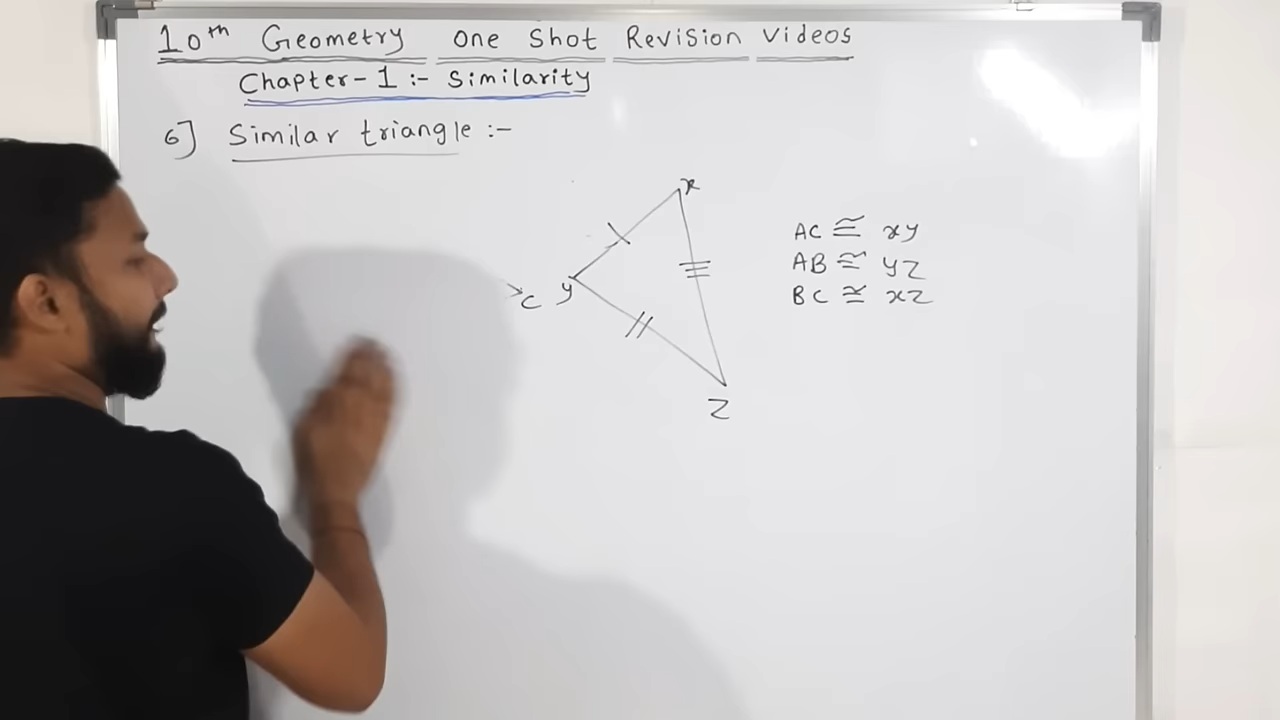 10th Geometry one shot Revision videos
Chapter-1 :- Similarity
6] Similar triangle :-
x
AC ≅ xy
AB ≅ yz
C y
BC ≅ xz
Z